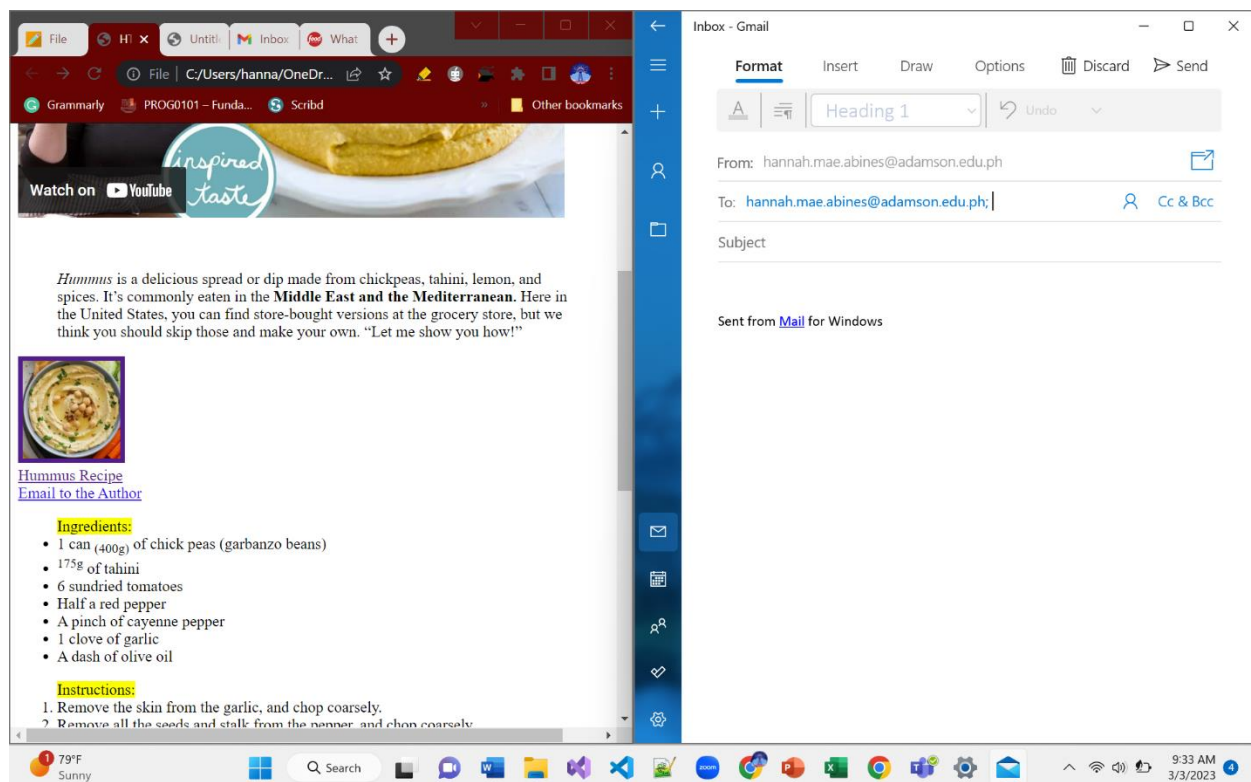 File
HT
Untitl
Inbox
food
What
File
C:/Users/hanna/OneDr...
Grammarly
PROG0101 – Funda...
Scribd
»
Other bookmarks
inspired
taste
Watch on YouTube
Hummus is a delicious spread or dip made from chickpeas, tahini, lemon, and
spices. It’s commonly eaten in the Middle East and the Mediterranean. Here in
the United States, you can find store-bought versions at the grocery store, but we
think you should skip those and make your own. “Let me show you how!”
Hummus Recipe
Email to the Author
Ingredients:
• 1 can (400g) of chick peas (garbanzo beans)
• 175g of tahini
• 6 sundried tomatoes
• Half a red pepper
• A pinch of cayenne pepper
• 1 clove of garlic
• A dash of olive oil
Instructions:
1. Remove the skin from the garlic, and chop coarsely.
2. Remove all the seeds and stalk from the pepper, and chop coarsely.
Inbox - Gmail
Format Insert Draw Options Discard Send
A Heading 1 Undo
From: hannah.mae.abines@adamson.edu.ph
To: hannah.mae.abines@adamson.edu.ph; Cc & Bcc
Subject
Sent from Mail for Windows
1
79°F
Sunny
Search
zoom
9:33 AM
3/3/2023
4